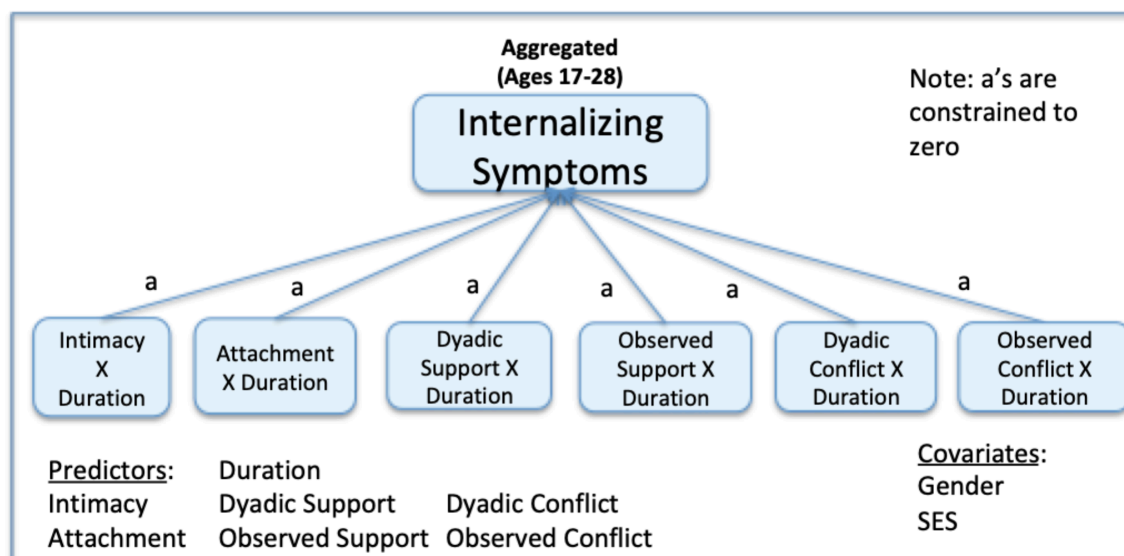 Aggregated
(Ages 17-28)
Internalizing
Symptoms
Note: a's are
constrained to
zero
a
a
a
a
a
a
Intimacy
X
Duration
Attachment
X Duration
Dyadic
Support X
Duration
Observed
Support X
Duration
Dyadic
Conflict X
Duration
Observed
Conflict X
Duration
Predictors: Duration
Intimacy Dyadic Support Dyadic Conflict
Attachment Observed Support Observed Conflict
Covariates:
Gender
SES